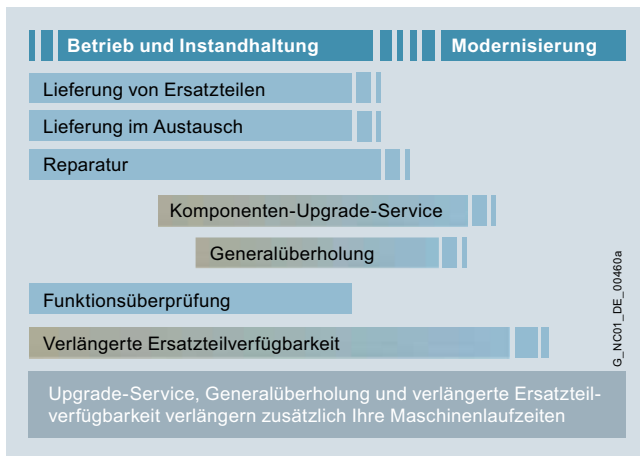 Betrieb und Instandhaltung
Modernisierung
Lieferung von Ersatzteilen
Lieferung im Austausch
Reparatur
Komponenten-Upgrade-Service
Generalüberholung
Funktionsüberprüfung
Verlängerte Ersatzteilverfügbarkeit
G_NC01_DE_00460a
Upgrade-Service, Generalüberholung und verlängerte Ersatzteil-
verfügbarkeit verlängern zusätzlich Ihre Maschinenlaufzeiten